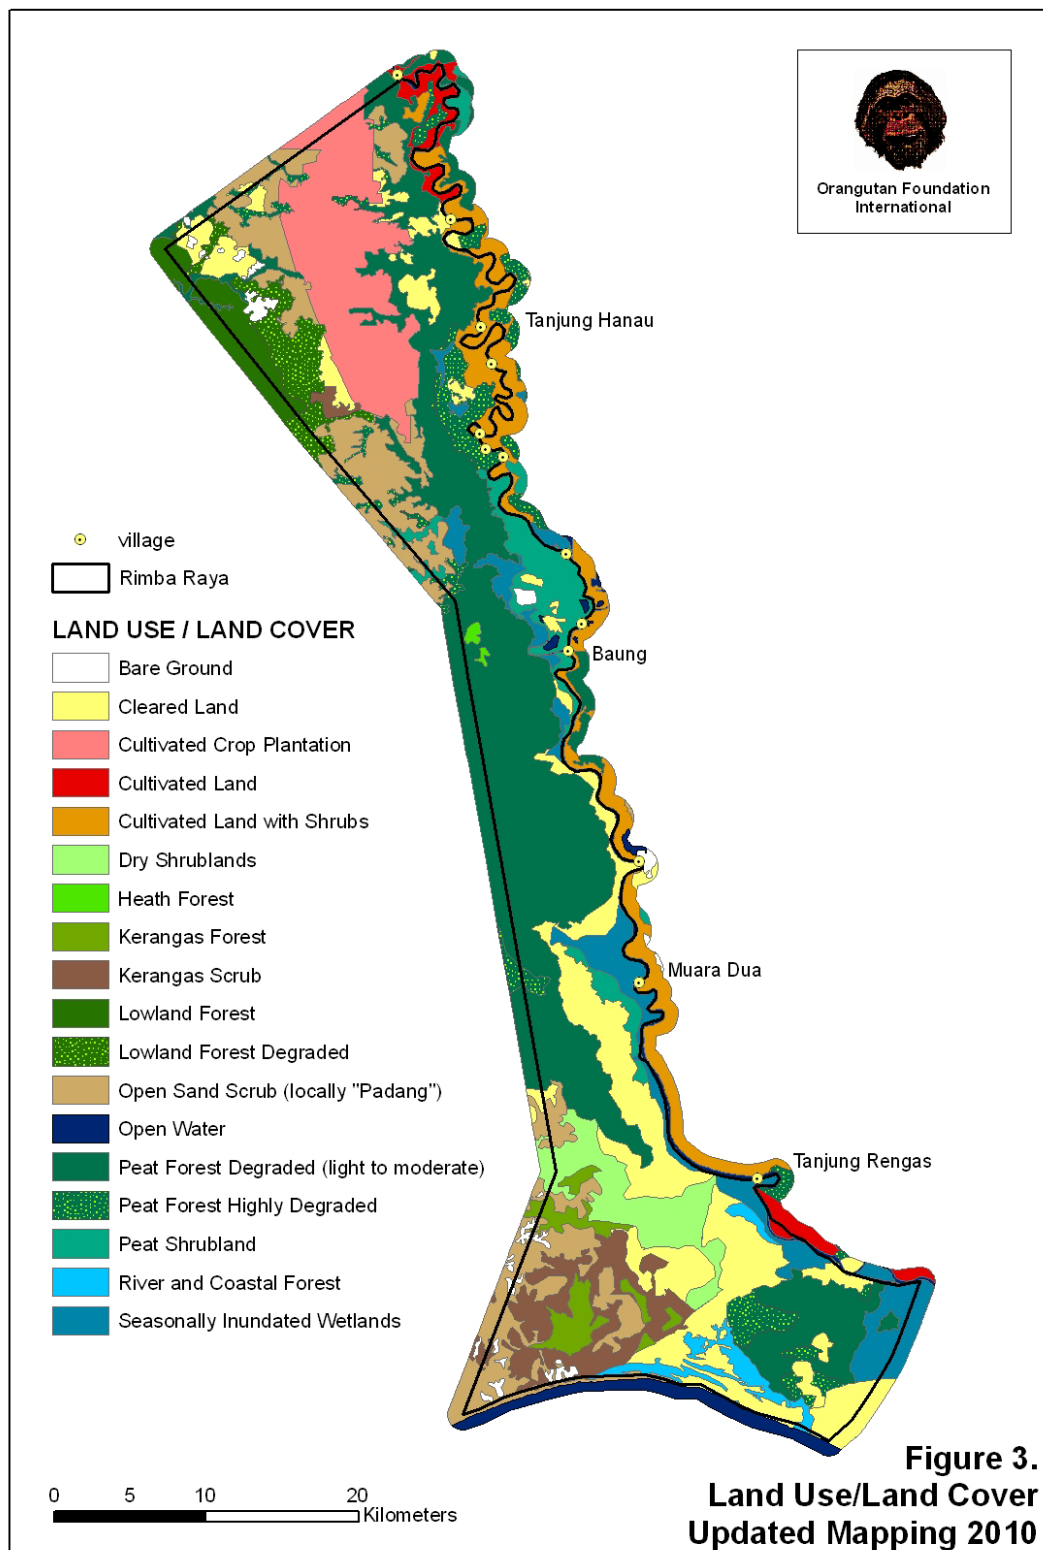 Orangutan Foundation
International
Tanjung Hanau
village
Rimba Raya
LAND USE / LAND COVER
Bare Ground
Cleared Land
Cultivated Crop Plantation
Cultivated Land
Cultivated Land with Shrubs
Dry Shrublands
Heath Forest
Kerangas Forest
Kerangas Scrub
Lowland Forest
Lowland Forest Degraded
Open Sand Scrub (locally "Padang")
Open Water
Peat Forest Degraded (light to moderate)
Peat Forest Highly Degraded
Peat Shrubland
River and Coastal Forest
Seasonally Inundated Wetlands
Baung
Muara Dua
Tanjung Rengas
0 5 10 20
Kilometers
Figure 3.
Land Use/Land Cover
Updated Mapping 2010